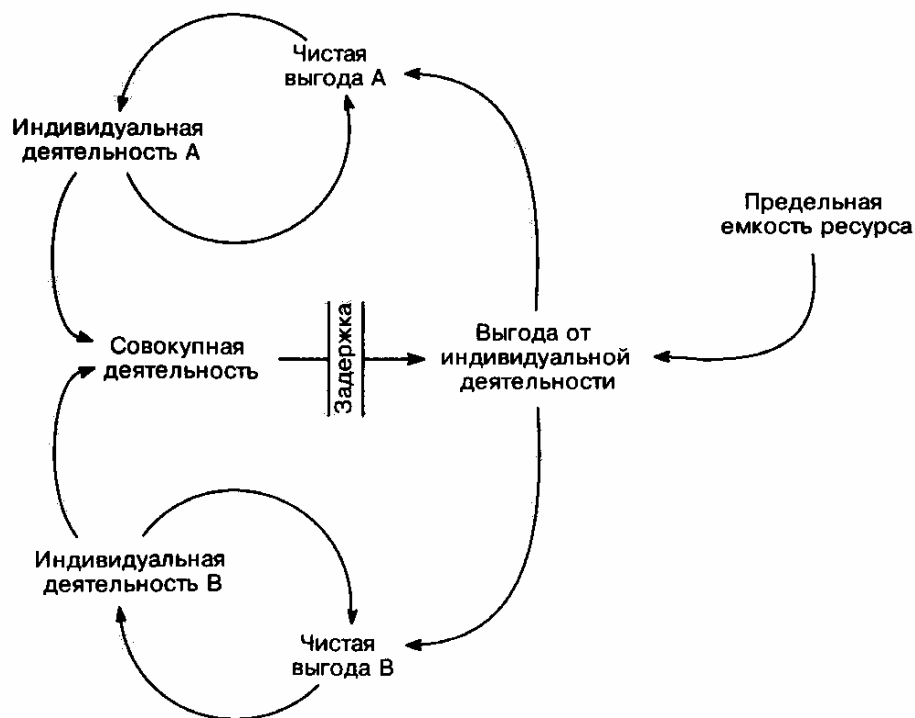 Чистая
выгода А
Индивидуальная
деятельность А
Предельная
емкость ресурса
Совокупная
деятельность
Задержка
Выгода от
индивидуальной
деятельности
Индивидуальная
деятельность В
Чистая
выгода В